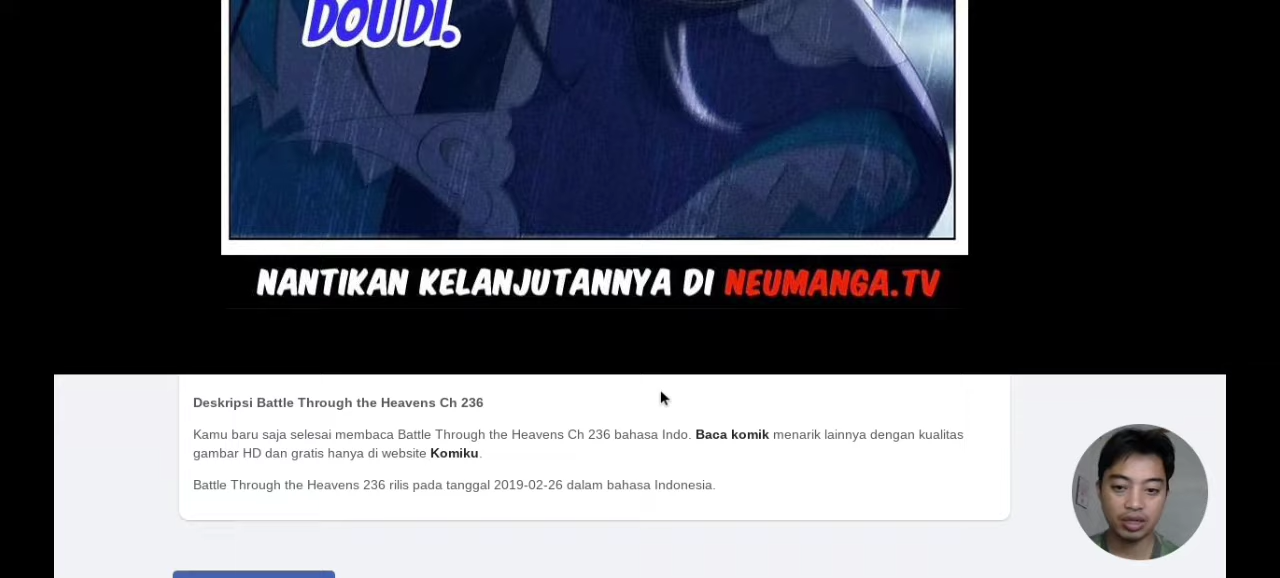 DOU DI.
NANTIKAN KELANJUTANNYA DI NEUMANGA.TV
Deskripsi Battle Through the Heavens Ch 236
Kamu baru saja selesai membaca Battle Through the Heavens Ch 236 bahasa Indo. Baca komik menarik lainnya dengan kualitas
gambar HD dan gratis hanya di website Komiku.
Battle Through the Heavens 236 rilis pada tanggal 2019-02-26 dalam bahasa Indonesia.